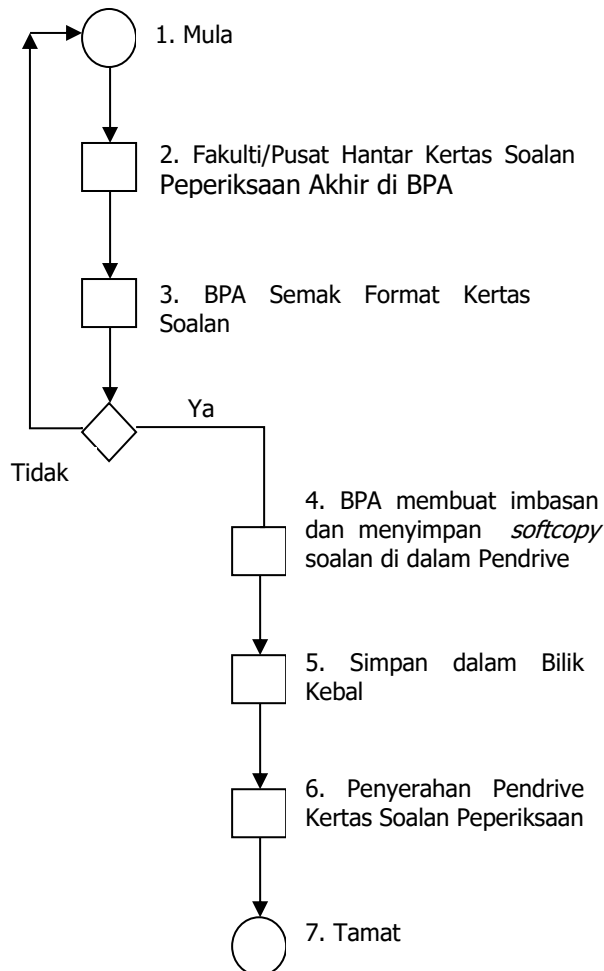 1. Mula
2. Fakulti/Pusat Hantar Kertas Soalan
Peperiksaan Akhir di BPA
3. BPA Semak Format Kertas
Soalan
Ya
Tidak
4. BPA membuat imbasan
dan menyimpan softcopy
soalan di dalam Pendrive
5. Simpan dalam Bilik
Kebal
6. Penyerahan Pendrive
Kertas Soalan Peperiksaan
7. Tamat